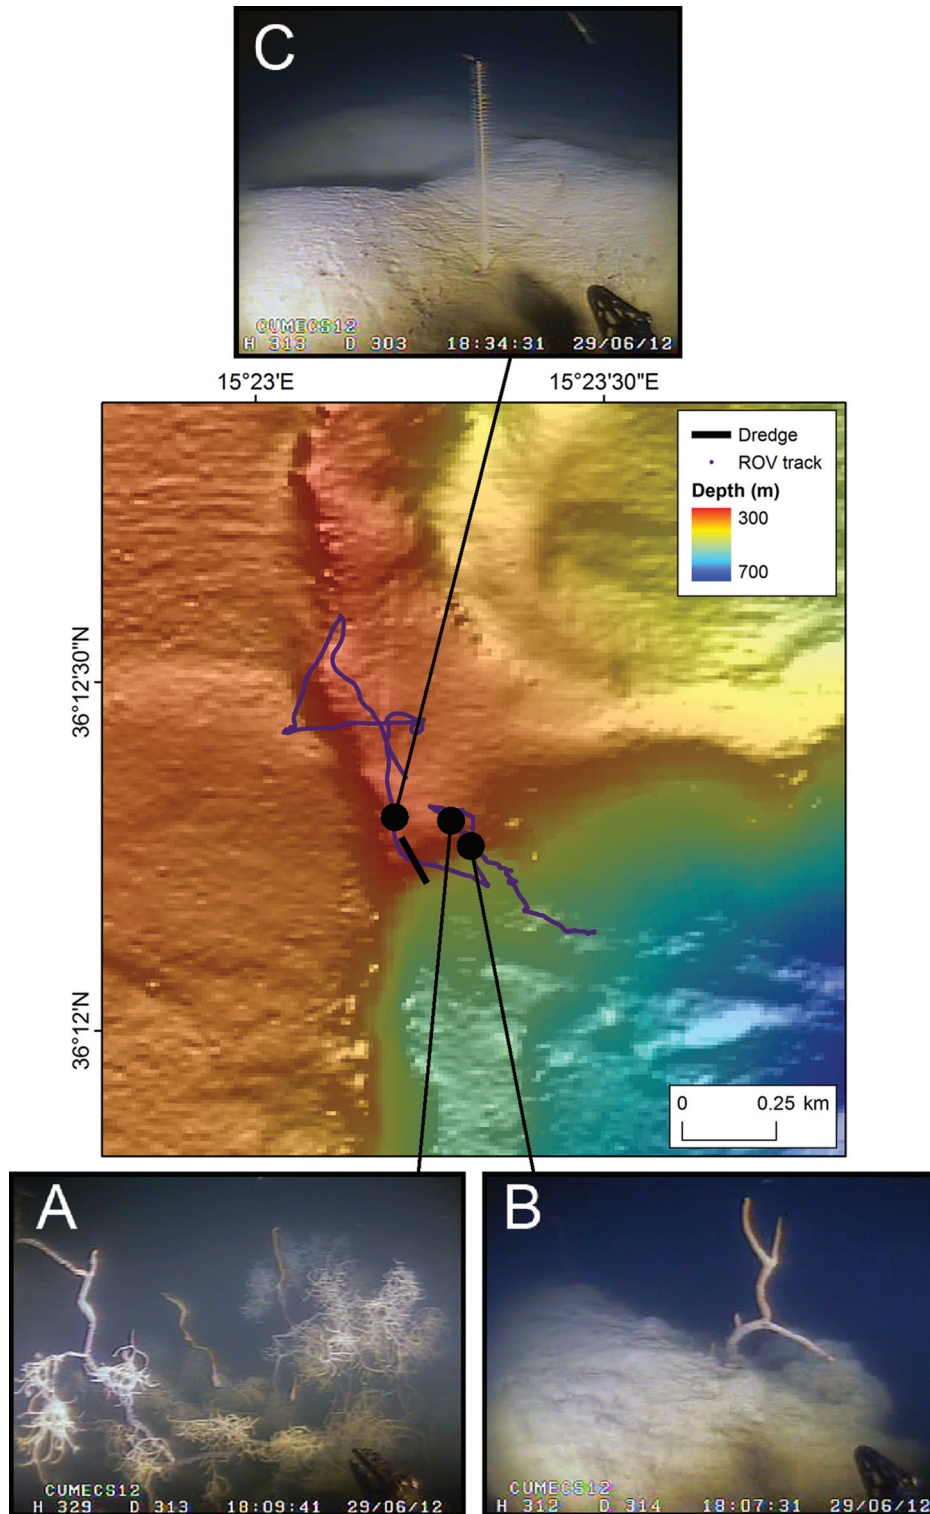 C
CUMECS12
H 313 D 303 18:34:31 29/06/12
15°23'E 15°23'30"E
Dredge
ROV track
Depth (m)
300
700
36°12'30"N
36°12'N
0 0.25 km
A
CUMECS12
H 329 D 313 18:09:41 29/06/12
B
CUMECS12
H 312 D 314 18:07:31 29/06/12